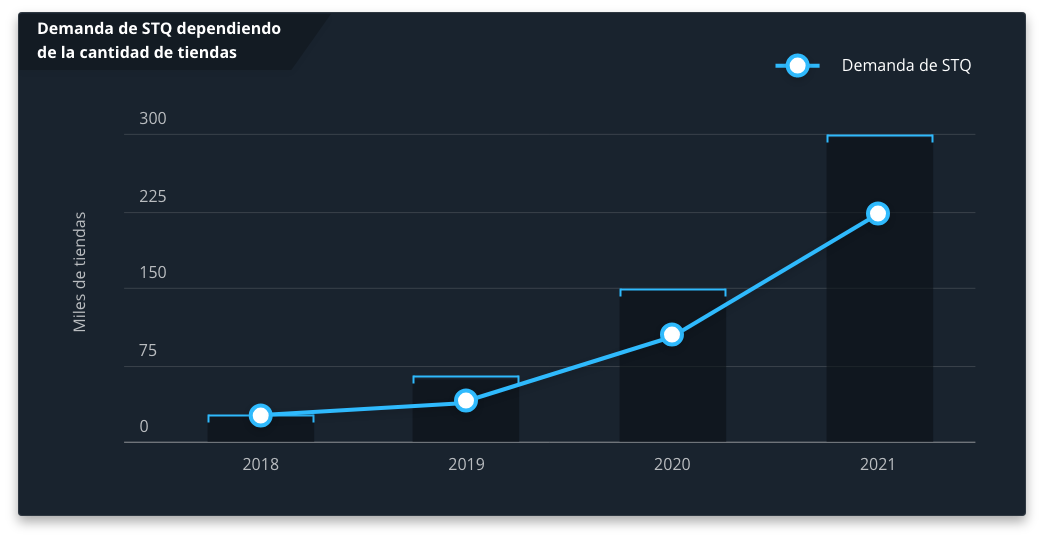 Demanda de STQ dependiendo
de la cantidad de tiendas
Demanda de STQ
300
225
150
75
0
Miles de tiendas
2018
2019
2020
2021